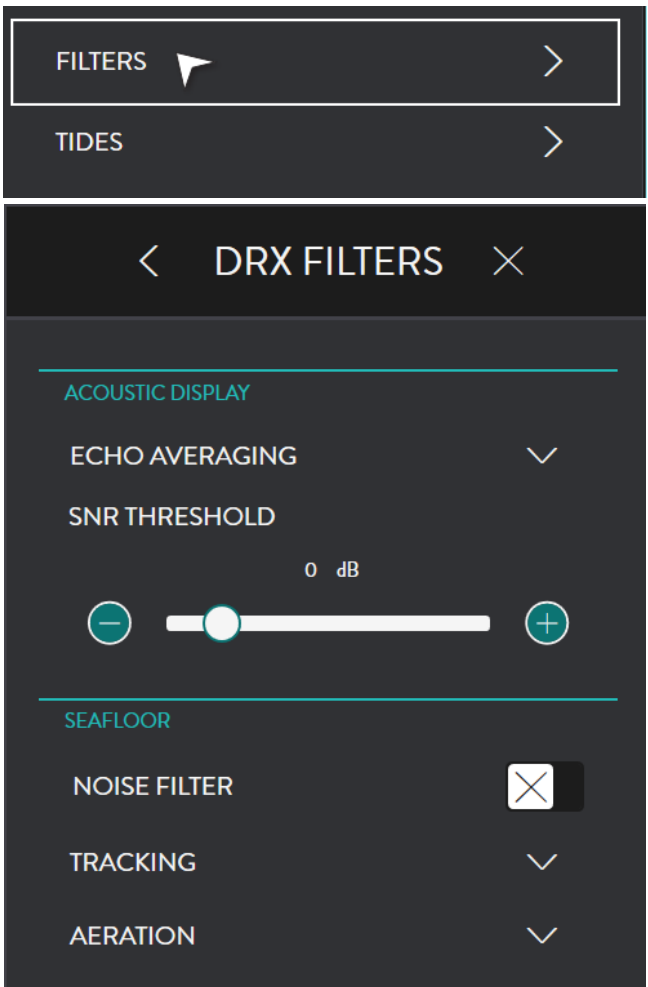 FILTERS
TIDES
DRX FILTERS
ACOUSTIC DISPLAY
ECHO AVERAGING
SNR THRESHOLD
0 dB
SEAFLOOR
NOISE FILTER
TRACKING
AERATION